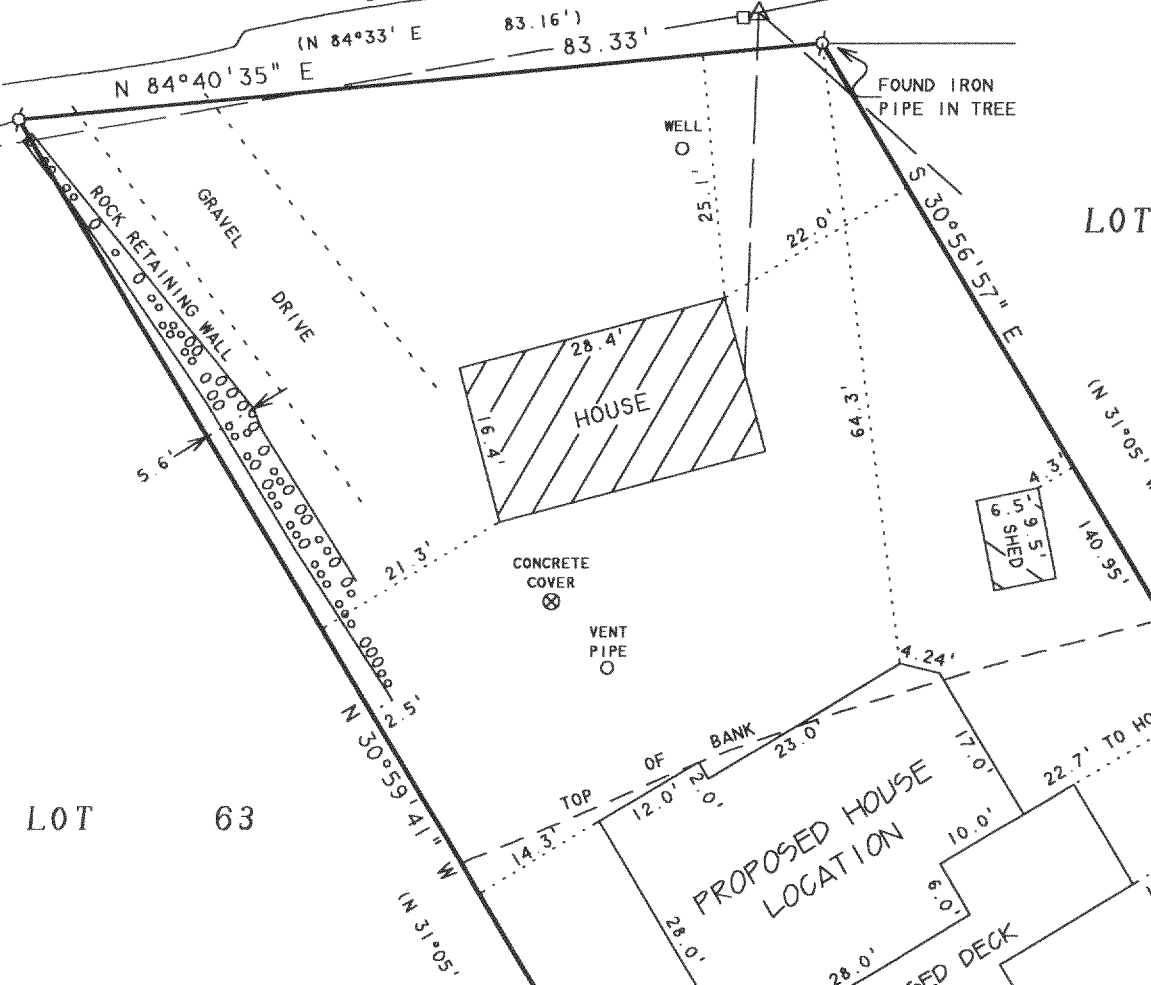 (N 84°33' E 83.16')
N 84°40'35" E 83.33'
FOUND IRON
PIPE IN TREE
WELL
25.1'
22.0'
S 30°56'57" E
LOT
ROCK RETAINING WALL
GRAVEL
DRIVE
28.4'
16.4'
HOUSE
64.3'
(N 31°05'
5.6'
4.3'
6.5'
9.5'
SHED
140.95'
21.3'
CONCRETE
COVER
VENT
PIPE
4.24'
2.5'
N 30°59'41" W
TOP OF BANK
23.0'
2.0'
12.0'
17.0'
22.7' TO HO
LOT 63
14.3'
PROPOSED HOUSE
LOCATION
10.0'
6.0'
(N 31°05'
28.0'
28.0'
SED DECK